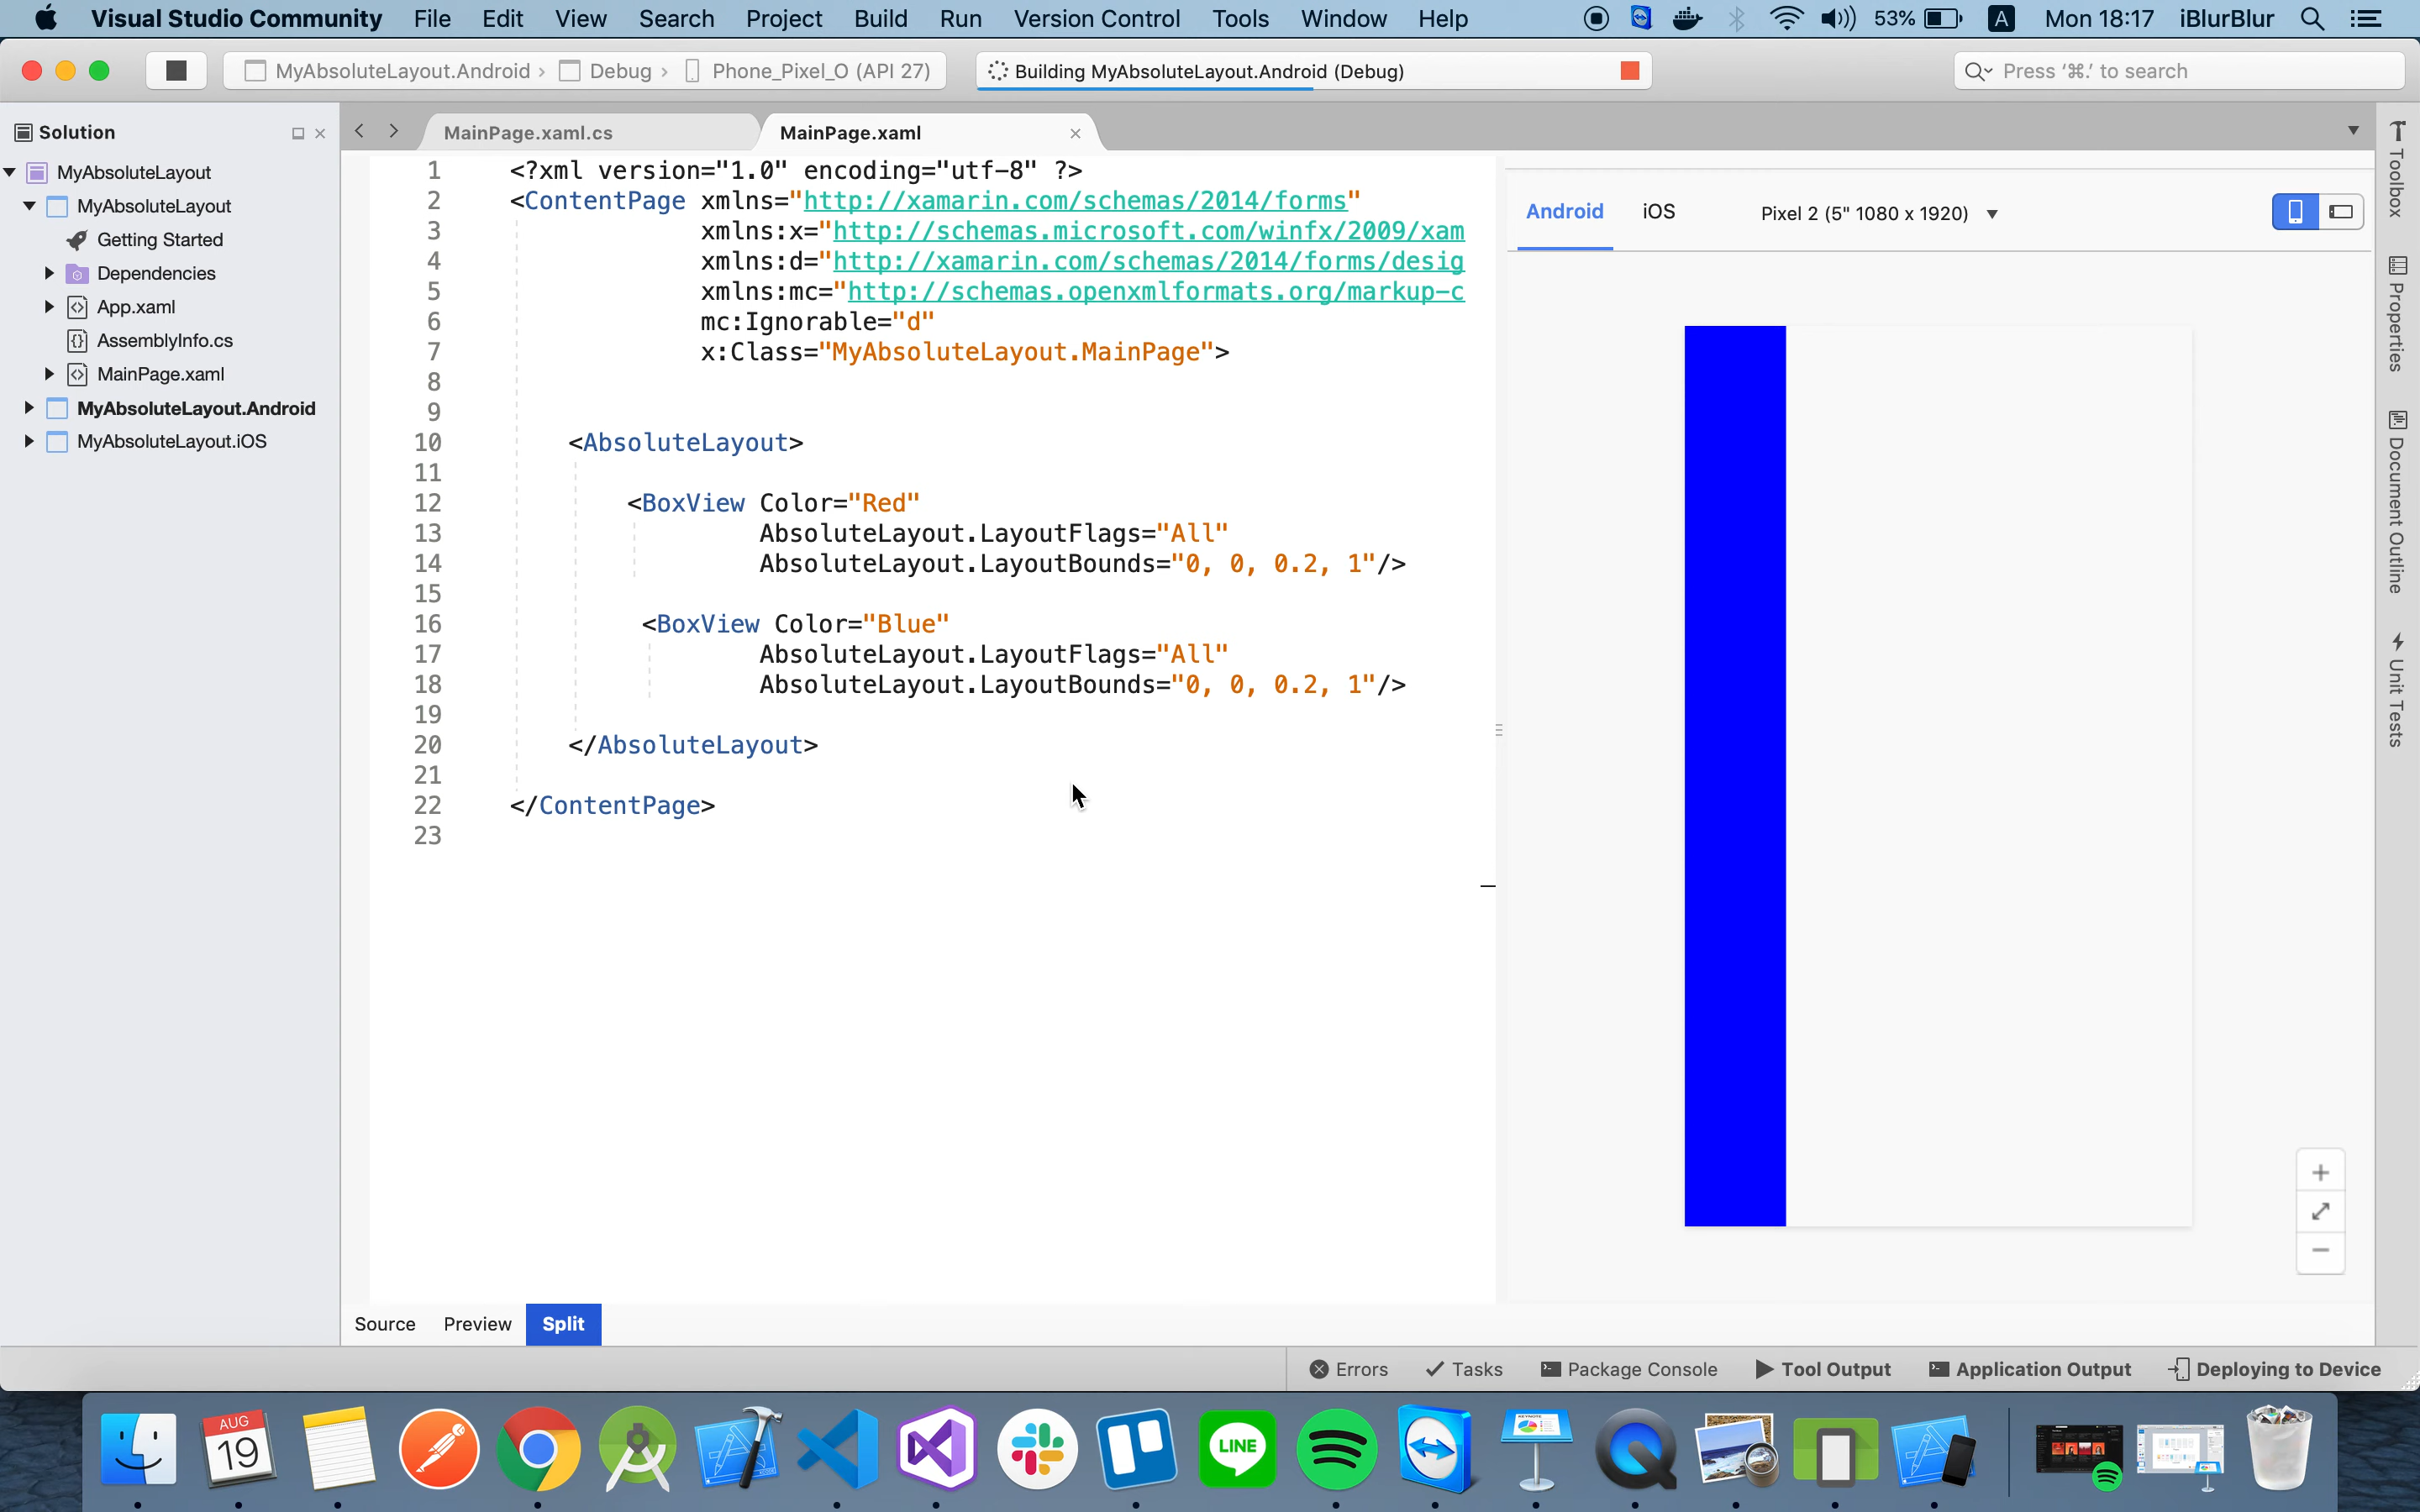 Visual Studio Community File Edit View Search Project Build Run Version Control Tools Window Help 53% A Mon 18:17 iBlurBlur
MyAbsoluteLayout.Android › Debug › Phone_Pixel_O (API 27)
Building MyAbsoluteLayout.Android (Debug)
Press ‘⌘.’ to search
Solution
MyAbsoluteLayout
MyAbsoluteLayout
Getting Started
Dependencies
App.xaml
AssemblyInfo.cs
MainPage.xaml
MyAbsoluteLayout.Android
MyAbsoluteLayout.iOS
MainPage.xaml.cs
MainPage.xaml
1 <?xml version="1.0" encoding="utf-8" ?>
2 <ContentPage xmlns="http://xamarin.com/schemas/2014/forms"
3 xmlns:x="http://schemas.microsoft.com/winfx/2009/xam
4 xmlns:d="http://xamarin.com/schemas/2014/forms/desig
5 xmlns:mc="http://schemas.openxmlformats.org/markup-c
6 mc:Ignorable="d"
7 x:Class="MyAbsoluteLayout.MainPage">
8
9
10 <AbsoluteLayout>
11
12 <BoxView Color="Red"
13 AbsoluteLayout.LayoutFlags="All"
14 AbsoluteLayout.LayoutBounds="0, 0, 0.2, 1"/>
15
16 <BoxView Color="Blue"
17 AbsoluteLayout.LayoutFlags="All"
18 AbsoluteLayout.LayoutBounds="0, 0, 0.2, 1"/>
19
20 </AbsoluteLayout>
21
22 </ContentPage>
23
Android iOS Pixel 2 (5" 1080 x 1920)
Toolbox
Properties
Document Outline
Unit Tests
Source Preview Split
Errors Tasks Package Console Tool Output Application Output Deploying to Device
AUG
19
LINE
KEYNOTE